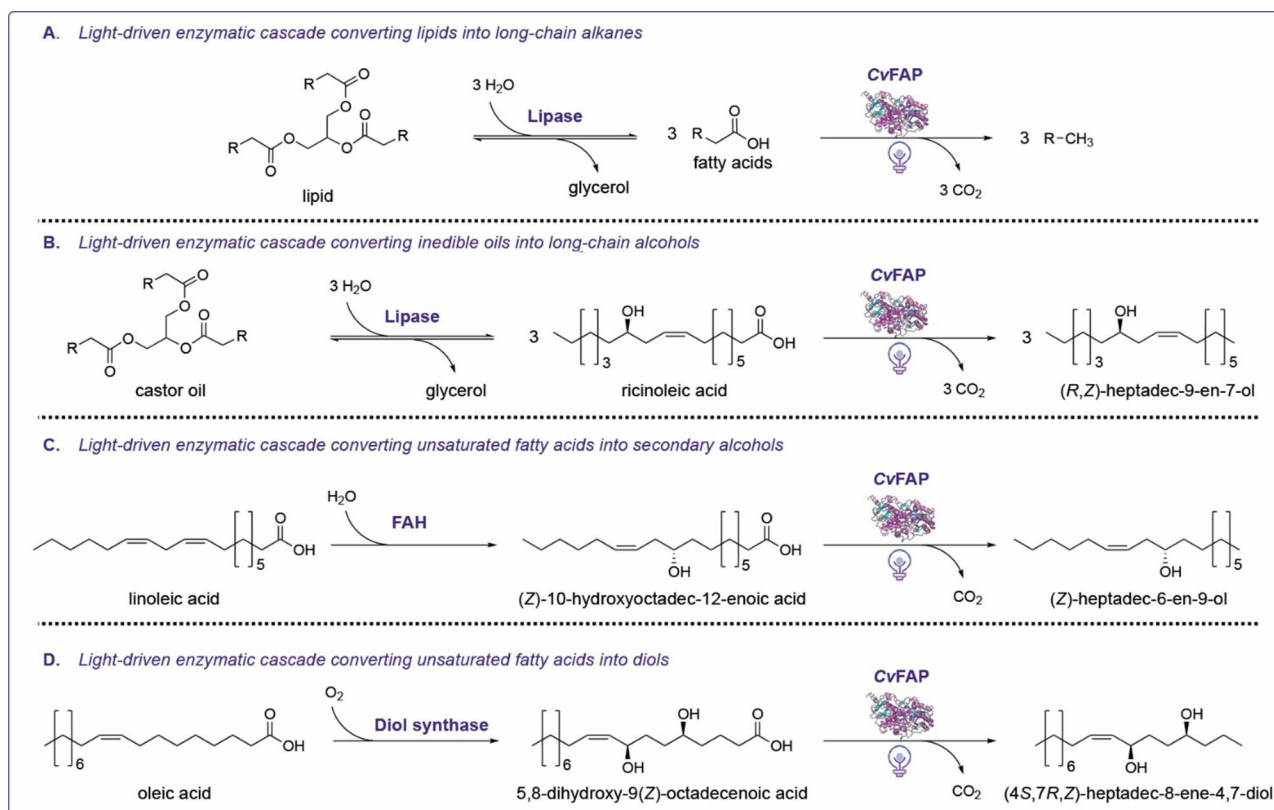 A. Light-driven enzymatic cascade converting lipids into long-chain alkanes
R O O
R O O O O R
lipid
3 H2O
Lipase
glycerol
3 R O OH
fatty acids
CvFAP
3 CO2
3 R-CH3
B. Light-driven enzymatic cascade converting inedible oils into long-chain alcohols
R O O
R O O O O R
castor oil
3 H2O
Lipase
glycerol
3 3 OH 5 O OH
ricinoleic acid
CvFAP
3 CO2
3 3 OH 5
(R,Z)-heptadec-9-en-7-ol
C. Light-driven enzymatic cascade converting unsaturated fatty acids into secondary alcohols
5 O OH
linoleic acid
H2O
FAH
OH 5 O OH
(Z)-10-hydroxyoctadec-12-enoic acid
CvFAP
CO2
OH 5
(Z)-heptadec-6-en-9-ol
D. Light-driven enzymatic cascade converting unsaturated fatty acids into diols
6 O OH
oleic acid
O2
Diol synthase
6 OH OH O OH
5,8-dihydroxy-9(Z)-octadecenoic acid
CvFAP
CO2
6 OH OH
(4S,7R,Z)-heptadec-8-ene-4,7-diol